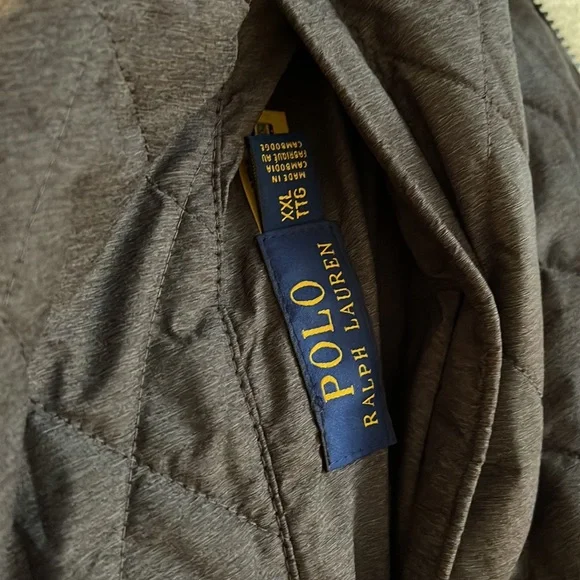 POLO
RALPH LAUREN
XXL
TTG
MADE IN
CAMBODIA
FABRIQUÉ AU
CAMBODGE